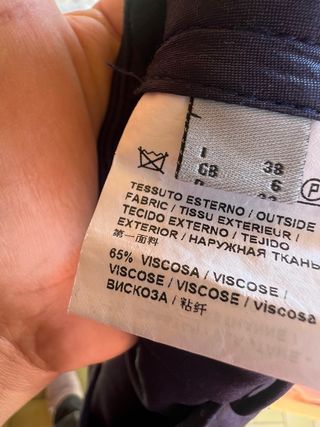 I 38
GB 6
P
TESSUTO ESTERNO / OUTSIDE
FABRIC / TISSU EXTERIEUR /
TECIDO EXTERNO / TEJIDO
EXTERIOR / НАРУЖНАЯ ТКАНЬ
第一面料
65% VISCOSA / VISCOSE /
VISCOSE / VISCOSE / viscosa
ВИСКОЗА / 粘纤